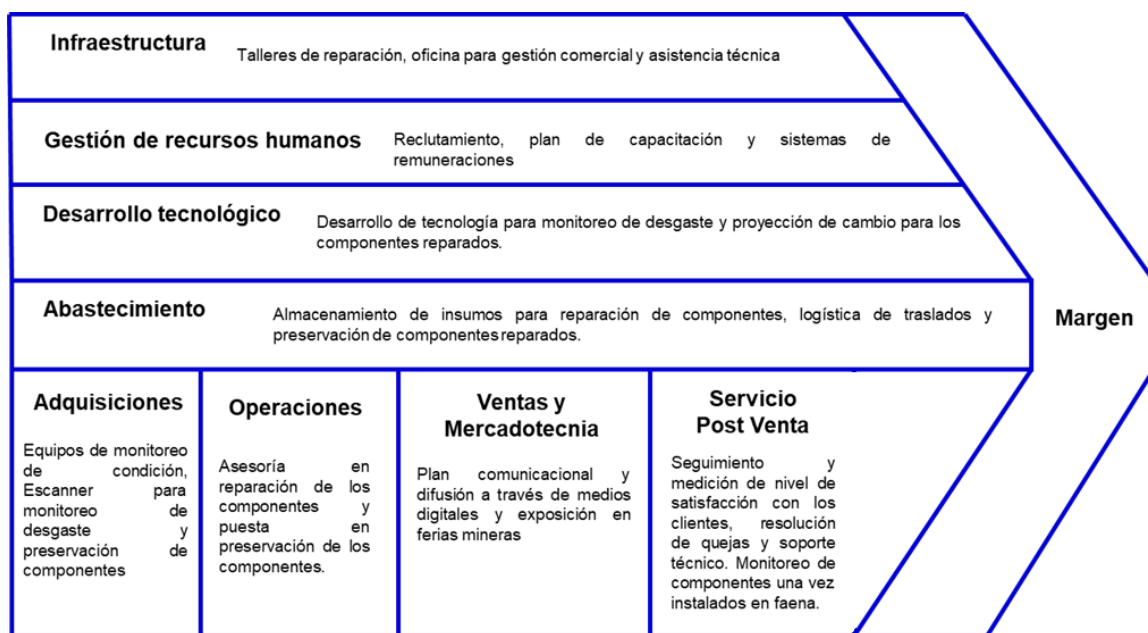 Infraestructura
Talleres de reparación, oficina para gestión comercial y asistencia técnica
Gestión de recursos humanos
Reclutamiento, plan de capacitación y sistemas de
remuneraciones
Desarrollo tecnológico
Desarrollo de tecnología para monitoreo de desgaste y proyección de cambio para los
componentes reparados.
Abastecimiento
Almacenamiento de insumos para reparación de componentes, logística de traslados y
preservación de componentes reparados.
Margen
Adquisiciones
Equipos de monitoreo
de condición,
Escanner para
monitoreo de
desgaste y
preservación de
componentes
Operaciones
Asesoría en
reparación de los
componentes y
puesta en
preservación de los
componentes.
Ventas y
Mercadotecnia
Plan comunicacional y
difusión a través de medios
digitales y exposición en
ferias mineras
Servicio
Post Venta
Seguimiento y
medición de nivel de
satisfacción con los
clientes, resolución
de quejas y soporte
técnico. Monitoreo de
componentes una vez
instalados en faena.